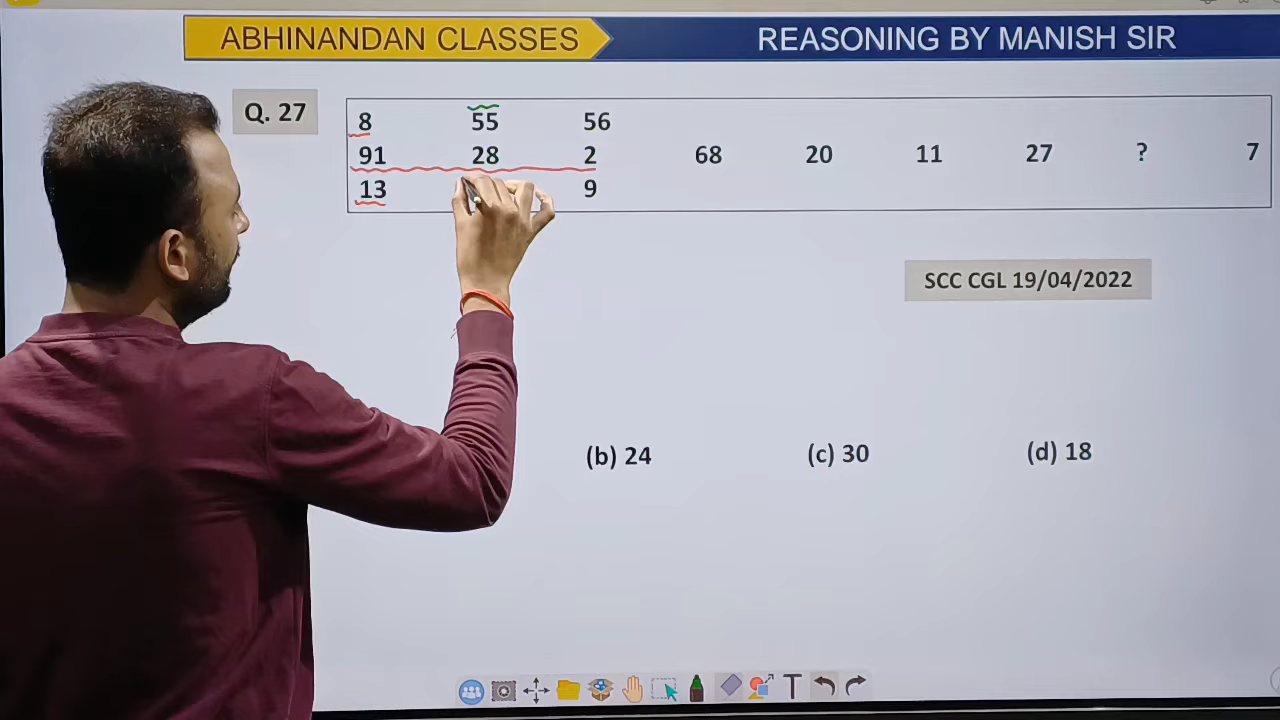 ABHINANDAN CLASSES REASONING BY MANISH SIR
Q. 27
8 55 56
91 28 2 68 20 11 27 ? 7
13 9
SCC CGL 19/04/2022
(b) 24 (c) 30 (d) 18
T